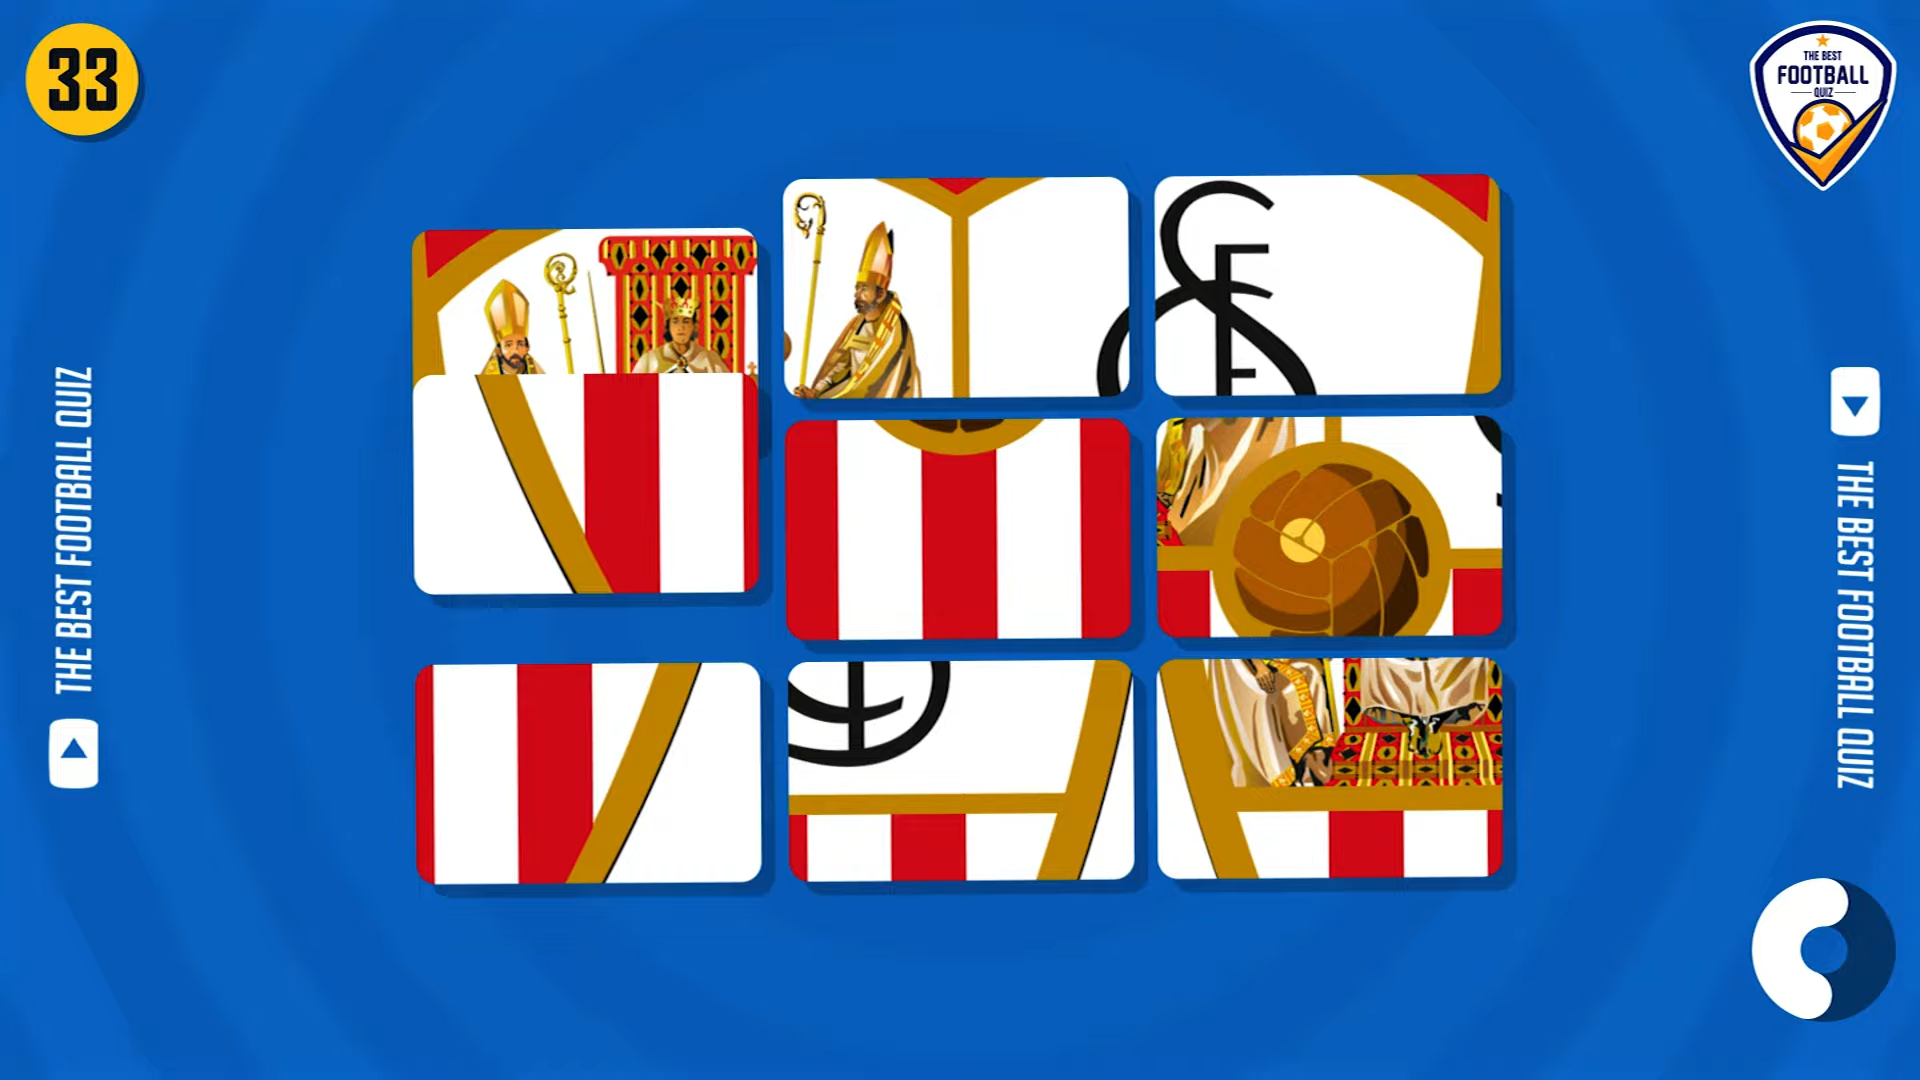 33
THE BEST
FOOTBALL
QUIZ
THE BEST FOOTBALL QUIZ
THE BEST FOOTBALL QUIZ